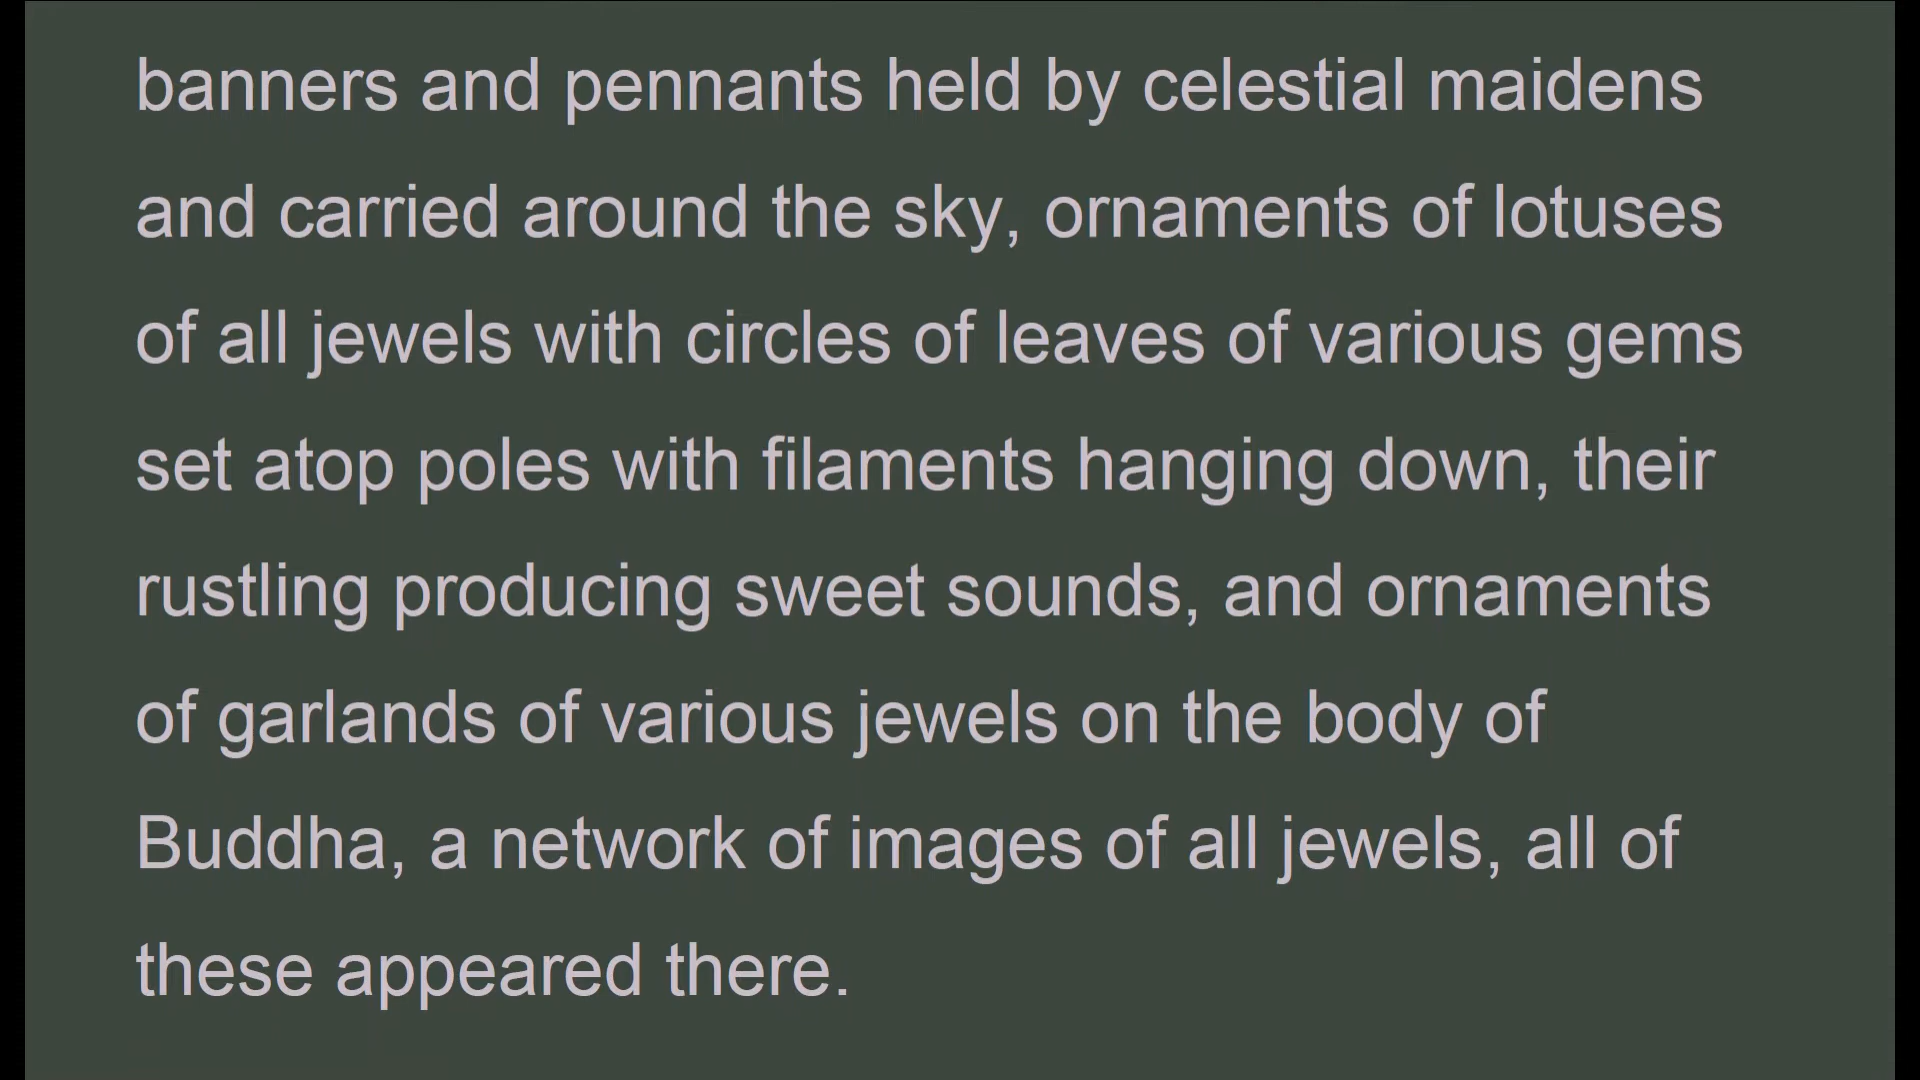 banners and pennants held by celestial maidens
and carried around the sky, ornaments of lotuses
of all jewels with circles of leaves of various gems
set atop poles with filaments hanging down, their
rustling producing sweet sounds, and ornaments
of garlands of various jewels on the body of
Buddha, a network of images of all jewels, all of
these appeared there.